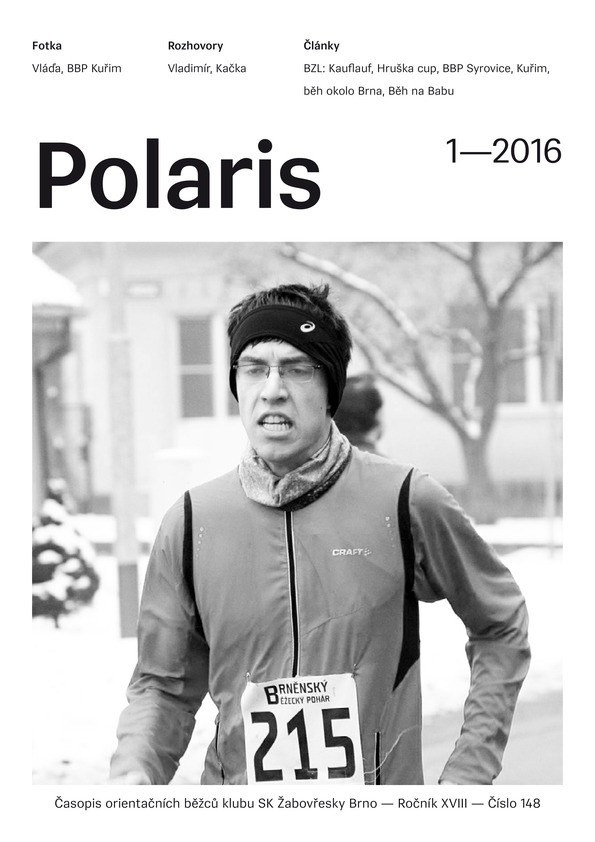 Fotka
Vláďa, BBP Kuřim
Rozhovory
Vladimír, Kačka
Články
BZL: Kauflauf, Hruška cup, BBP Syrovice, Kuřim,
běh okolo Brna, Běh na Babu
Polaris
1—2016
CRAFT
BRNĚNSKÝ
BĚŽECKÝ POHÁR
215
Časopis orientačních běžců klubu SK Žabovřesky Brno — Ročník XVIII — Číslo 148